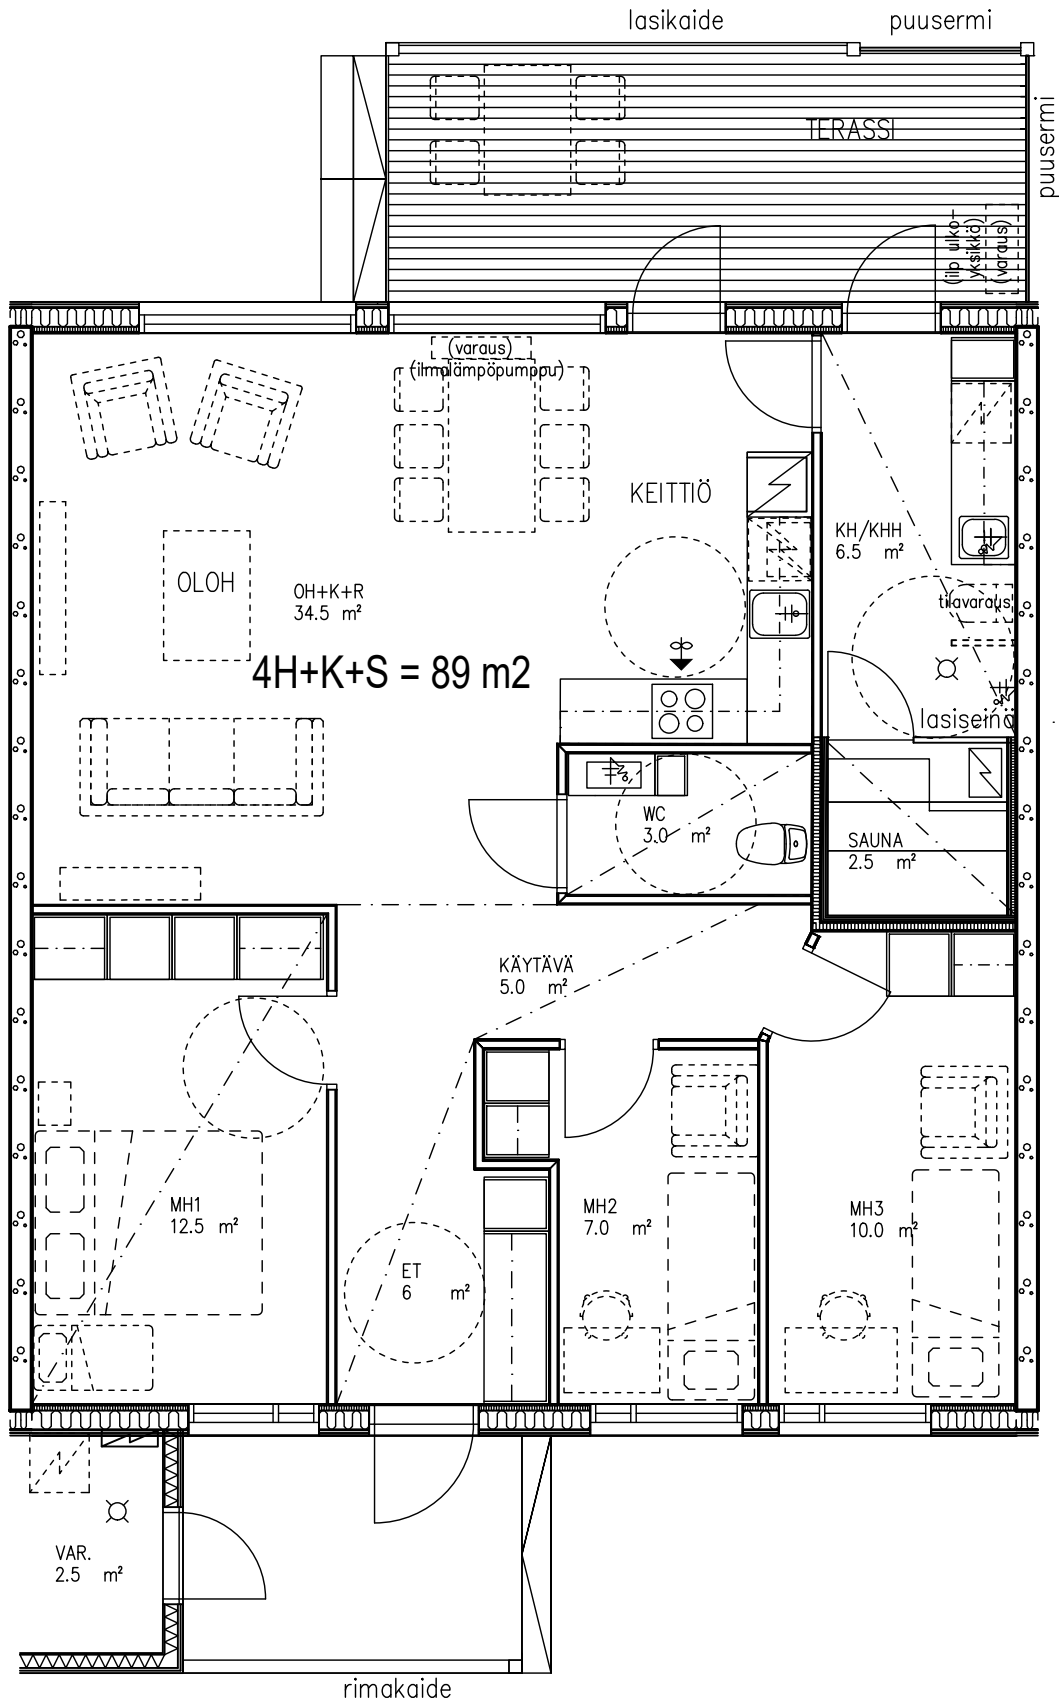 lasikaide
puusermi
puusermi
TERASSI
(ilp ulko-
yksikkö)
(varaus)
(varaus)
(ilmalämpöpumppu)
KEITTIÖ
KH/KHH
6.5 m²
OLOH
OH+K+R
34.5 m²
tilavaraus
4H+K+S = 89 m2
lasiseinä
WC
3.0 m²
SAUNA
2.5 m²
KÄYTÄVÄ
5.0 m²
MH1
12.5 m²
MH2
7.0 m²
MH3
10.0 m²
ET
6 m²
VAR.
2.5 m²
rimakaide